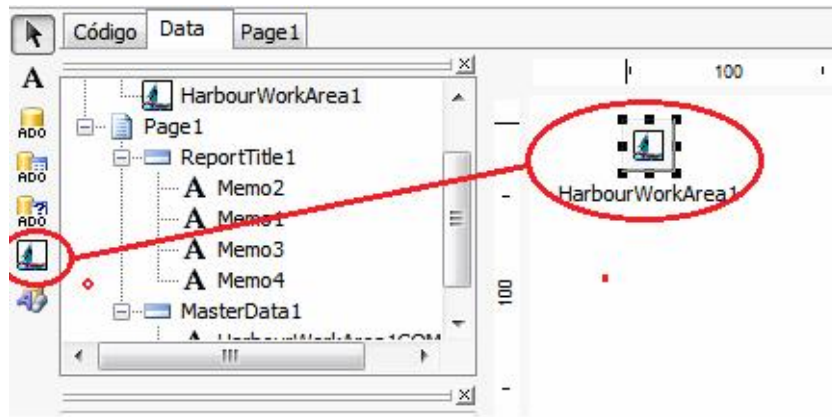 Código Data Page1
A
HarbourWorkArea1
100
ADO
Page1
ReportTitle1
ADO
A Memo2
HarbourWorkArea1
ADO
A Memo1
A Memo3
A Memo4
100
MasterData1